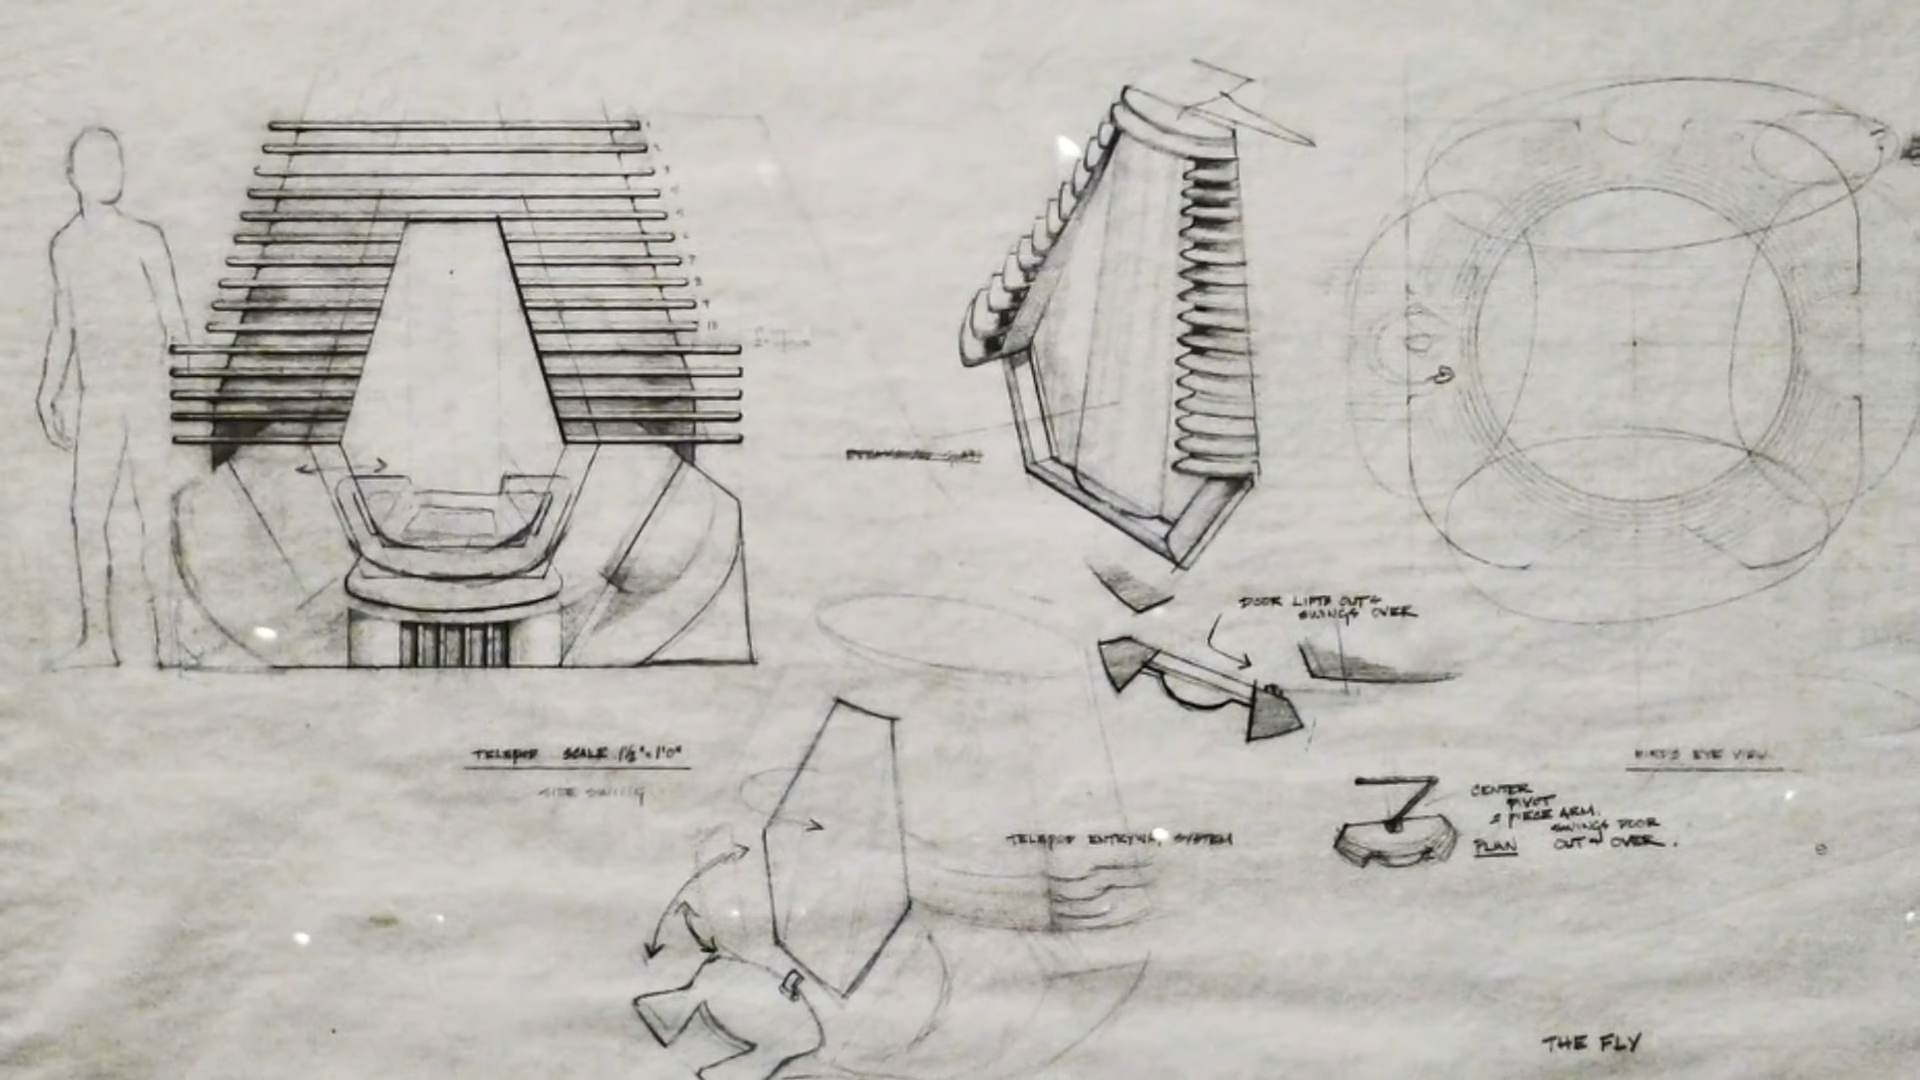 TELEPOD SCALE 1½"=1'0"
SIDE SWING
DOOR LIFTS OUT &
SWINGS OVER
TELEPOD ENTRYWAY SYSTEM
BIRD'S EYE VIEW
CENTER
PIVOT
2 PIECE ARM.
SWINGS DOOR
PLAN OUT & OVER.
THE FLY